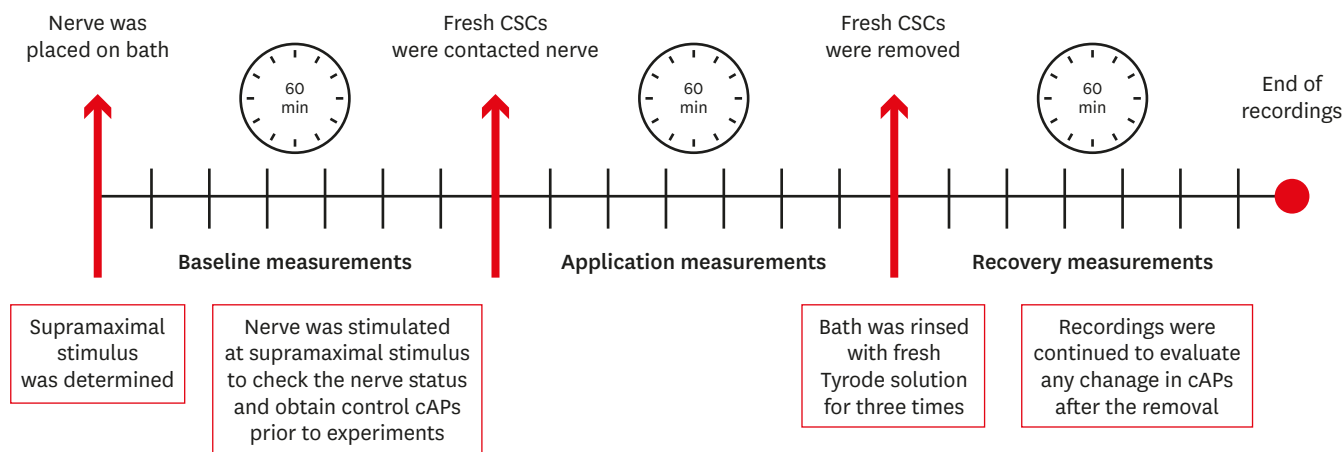 Nerve was
placed on bath
60
min
Fresh CSCs
were contacted nerve
60
min
Fresh CSCs
were removed
60
min
End of
recordings
Baseline measurements
Application measurements
Recovery measurements
Supramaximal
stimulus
was determined
Nerve was stimulated
at supramaximal stimulus
to check the nerve status
and obtain control cAPs
prior to experiments
Bath was rinsed
with fresh
Tyrode solution
for three times
Recordings were
continued to evaluate
any chanage in cAPs
after the removal